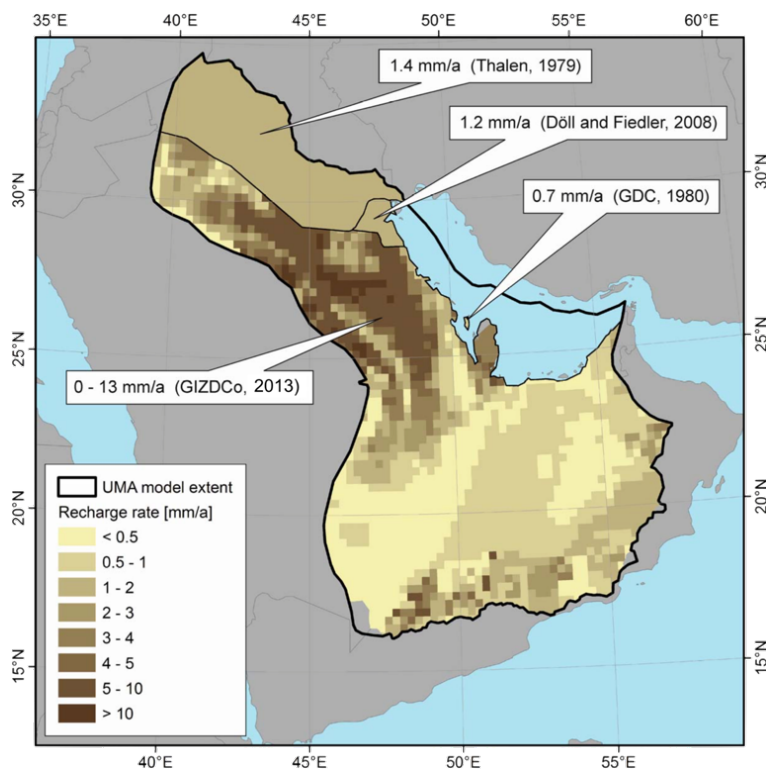 35°E 40°E 45°E 50°E 55°E 60°E
1.4 mm/a (Thalen, 1979)
1.2 mm/a (Döll and Fiedler, 2008)
30°N 30°N
0.7 mm/a (GDC, 1980)
25°N 25°N
0 - 13 mm/a (GIZDCo, 2013)
UMA model extent
20°N 20°N
Recharge rate [mm/a]
< 0.5
0.5 - 1
1 - 2
2 - 3
3 - 4
15°N 15°N
4 - 5
5 - 10
> 10
40°E 45°E 50°E 55°E